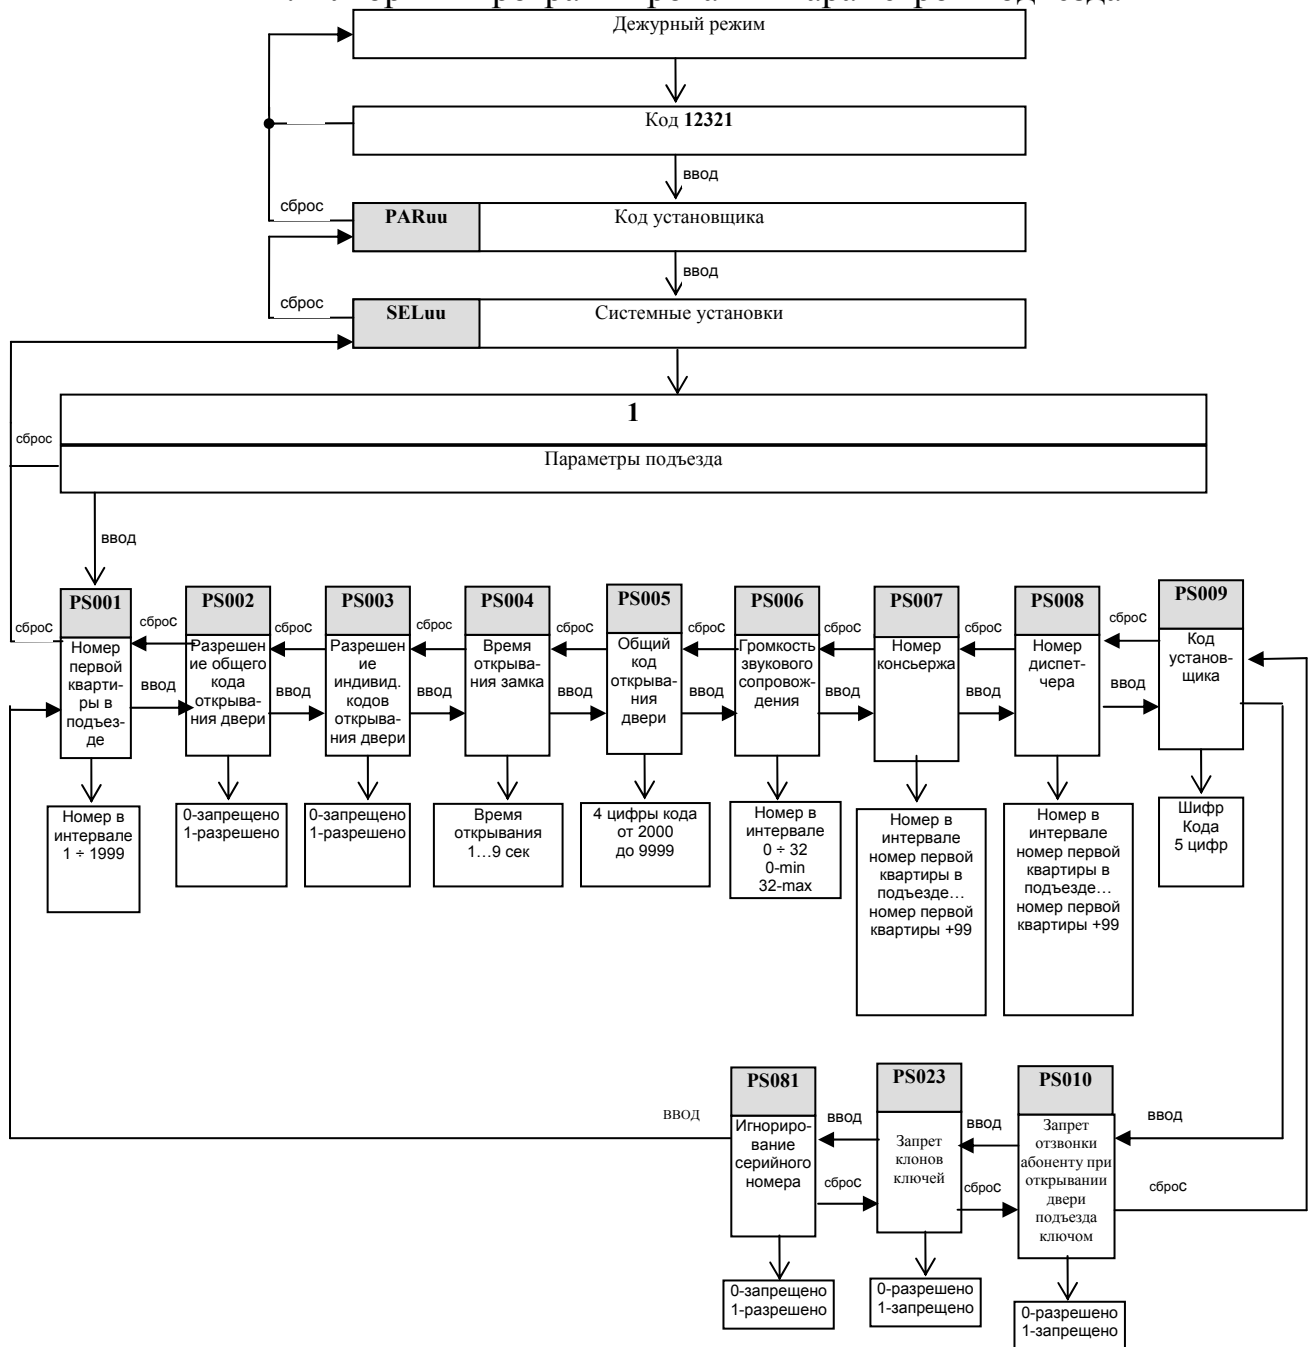 Дежурный режим
Код 12321
ввод
сброс
PARuu Код установщика
ввод
сброс
SELuu Системные установки
1
сброс
Параметры подъезда
ввод
PS001
сброс
Номер
первой
кварти-
ры в
подъез-
де
Номер в
интервале
1 ÷ 1999
сброс
ввод
PS002
Разрешен
ие общего
кода
открыва
ния двери
0-запрещено
1-разрешено
сброс
ввод
PS003
Разрешен
ие
индивид.
кодов
открыва-
ния двери
0-запрещено
1-разрешено
сброс
ввод
PS004
Время
открыва-
ния замка
Время
открывания
1...9 сек
сброс
ввод
PS005
Общий
код
открыва-
ния
двери
4 цифры кода
от 2000
до 9999
сброс
ввод
PS006
Громкость
звукового
сопровож-
дения
Номер в
интервале
0 ÷ 32
0-min
32-max
сброс
ввод
PS007
Номер
консьержа
Номер в
интервале
номер первой
квартиры в
подъезде...
номер первой
квартиры +99
сброс
ввод
PS008
Номер
диспет-
чера
Номер в
интервале
номер первой
квартиры в
подъезде...
номер первой
квартиры +99
сброс
ввод
PS009
Код
установ-
щика
Шифр
Кода
5 цифр
ввод
PS081
Игнориро-
вание
серийного
номера
0-запрещено
1-разрешено
ввод
сброс
PS023
Запрет
клонов
ключей
0-разрешено
1-запрещено
ввод
сброс
PS010
Запрет
отзвонки
абоненту при
открывании
двери
подъезда
ключом
0-разрешено
1-запрещено
ввод
сброс